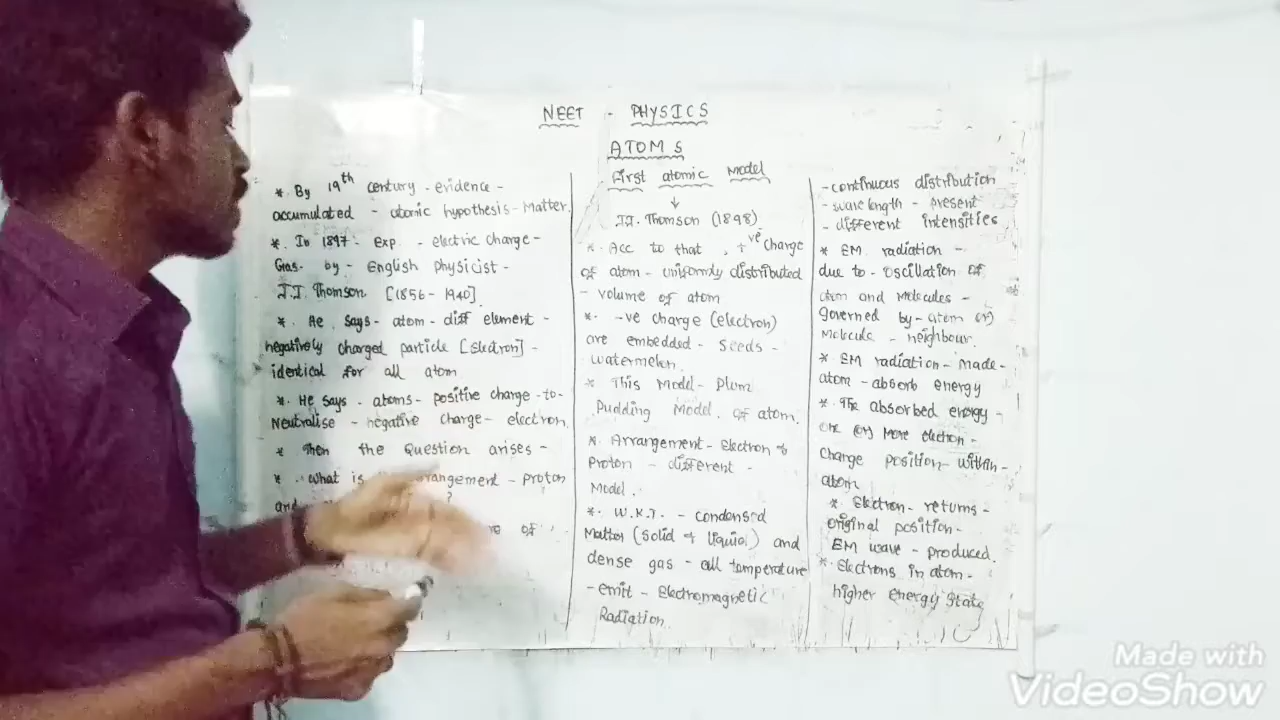 NEET - PHYSICS
ATOMS
*. By 19th century - evidence -
accumulated - atomic hypothesis - Matter.
*. In 1897 - Exp. - electric charge -
Gas - by - English physicist -
J.J. Thomson [1856 - 1940].
*. He says - atom - diff element -
negatively charged particle [Electron] -
identical for all atom
*. He says - atoms - positive charge - to -
Neutralise - negative charge - electron.
* Then the Question arises -
* What is arrangement - proton
and ?
of
First atomic Model
↓
J.J. Thomson (1898)
*. Acc to that, +ve charge
of atom - uniformly distributed
- volume of atom
*. -ve charge (electron)
are embedded - seeds -
watermelon.
* This Model - Plum
Pudding Model. of atom.
*. Arrangement - Electron &
Proton - different -
Model.
*. W.K.T. - condensed
Matter (solid & liquid) and
dense gas - all temperature
- emit - Electromagnetic
Radiation.
- continuous distribution
- wavelength - present
- different intensities
* EM radiation -
due to - oscillation of
atom and Molecules -
Governed by - atom (or)
Molecule - neighbour.
*. EM radiation - Made -
atom - absorb energy
*. The absorbed energy -
one (or) More electron -
Change position - within -
atom
*. Electron - returns -
original position -
EM wave - produced.
*. Electrons in atom -
higher energy state
Made with
VideoShow